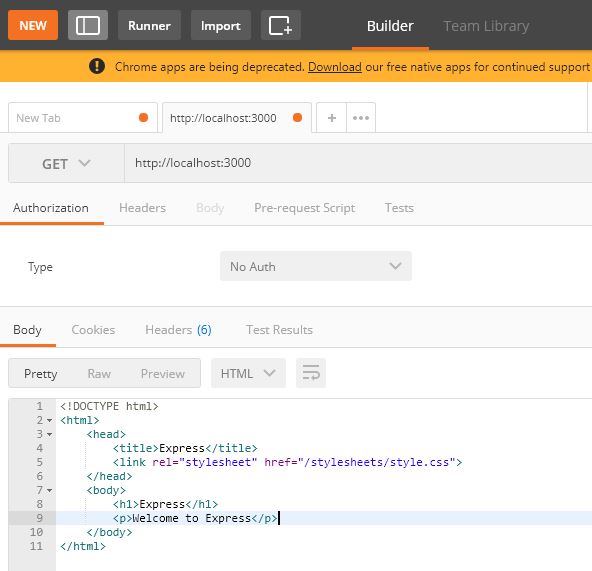 NEW Runner Import Builder Team Library
! Chrome apps are being deprecated. Download our free native apps for continued support
New Tab http://localhost:3000 + •••
GET http://localhost:3000
Authorization Headers Body Pre-request Script Tests
Type No Auth
Body Cookies Headers (6) Test Results
Pretty Raw Preview HTML
1 <!DOCTYPE html>
2 <html>
3 <head>
4 <title>Express</title>
5 <link rel="stylesheet" href="/stylesheets/style.css">
6 </head>
7 <body>
8 <h1>Express</h1>
9 <p>Welcome to Express</p>
10 </body>
11 </html>